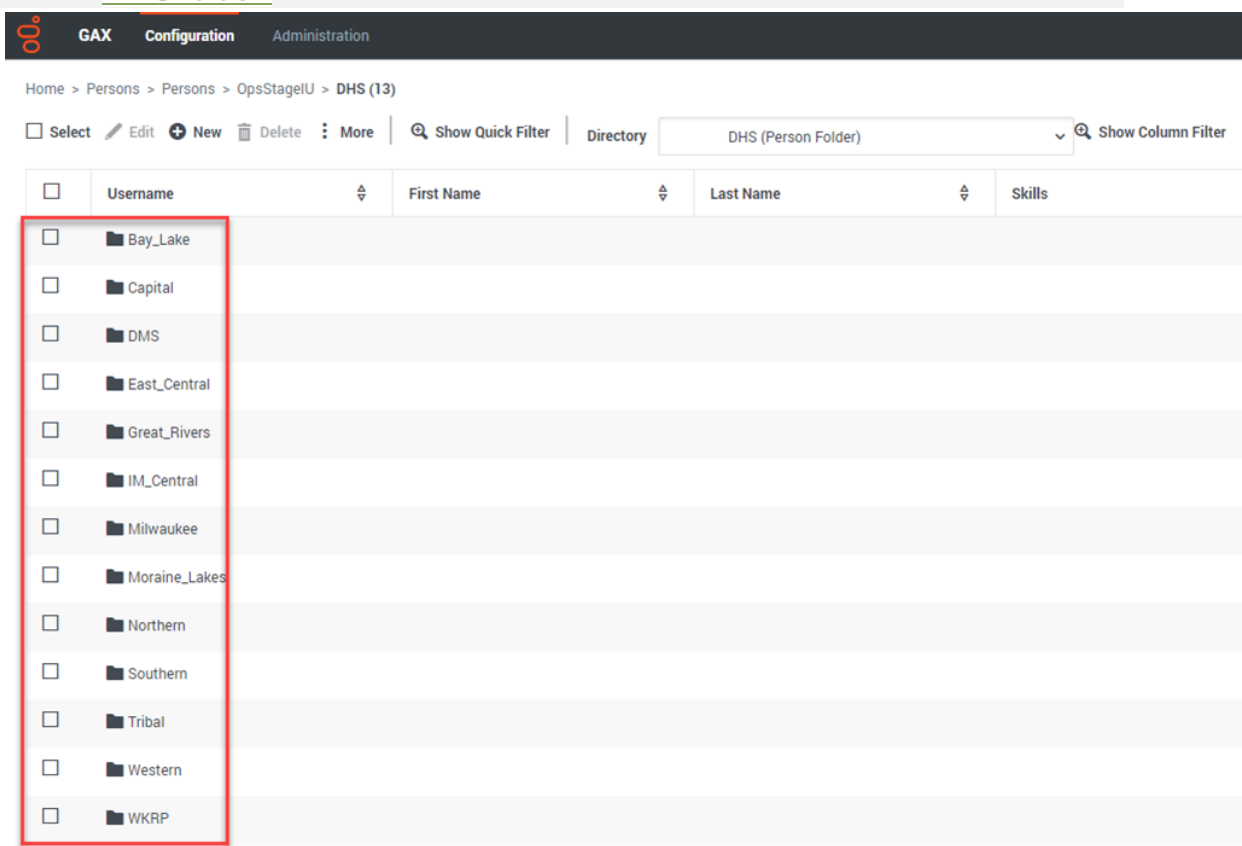 GAX Configuration Administration
Home > Persons > Persons > OpsStageIU > DHS (13)
Select Edit New Delete More Show Quick Filter Directory DHS (Person Folder) Show Column Filter
Username First Name Last Name Skills
Bay_Lake
Capital
DMS
East_Central
Great_Rivers
IM_Central
Milwaukee
Moraine_Lakes
Northern
Southern
Tribal
Western
WKRP